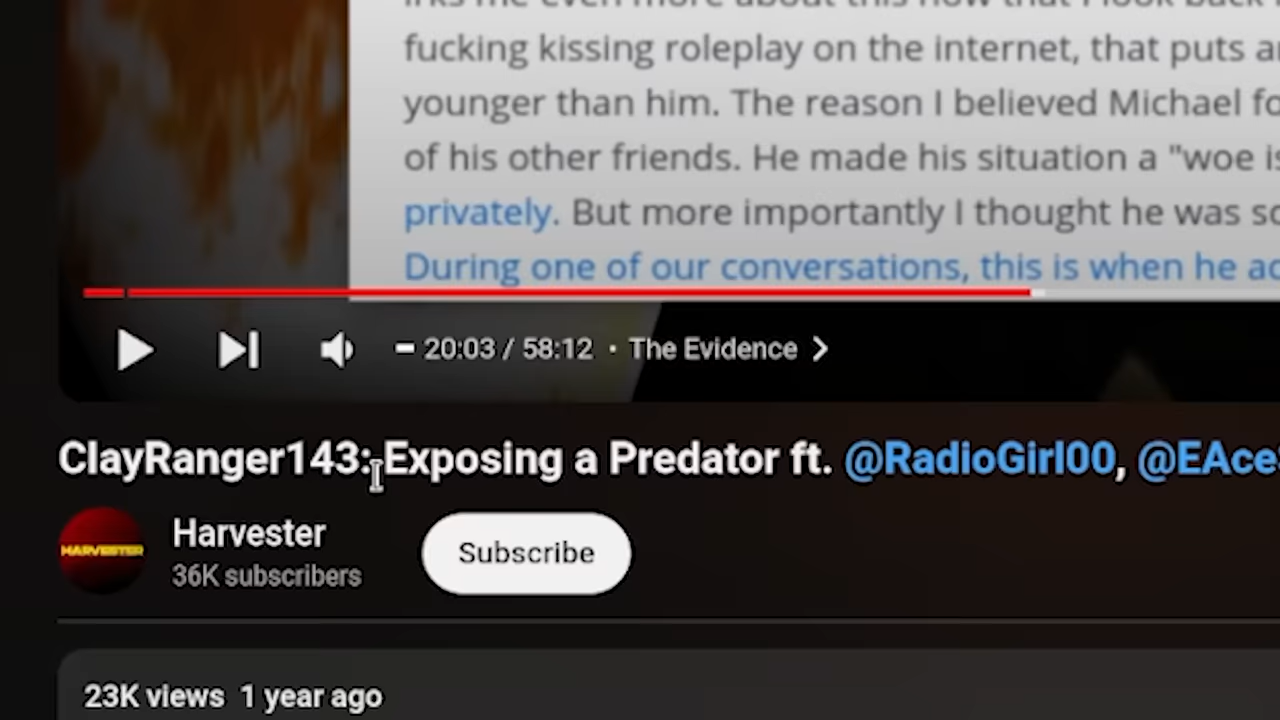 fucking kissing roleplay on the internet, that puts
younger than him. The reason I believed Michael
of his other friends. He made his situation a "woe
privately. But more importantly I thought he was
During one of our conversations, this is when he
20:03 / 58:12 · The Evidence
ClayRanger143: Exposing a Predator ft. @RadioGirl00, @EAce
HARVESTER
Harvester
36K subscribers
Subscribe
23K views 1 year ago